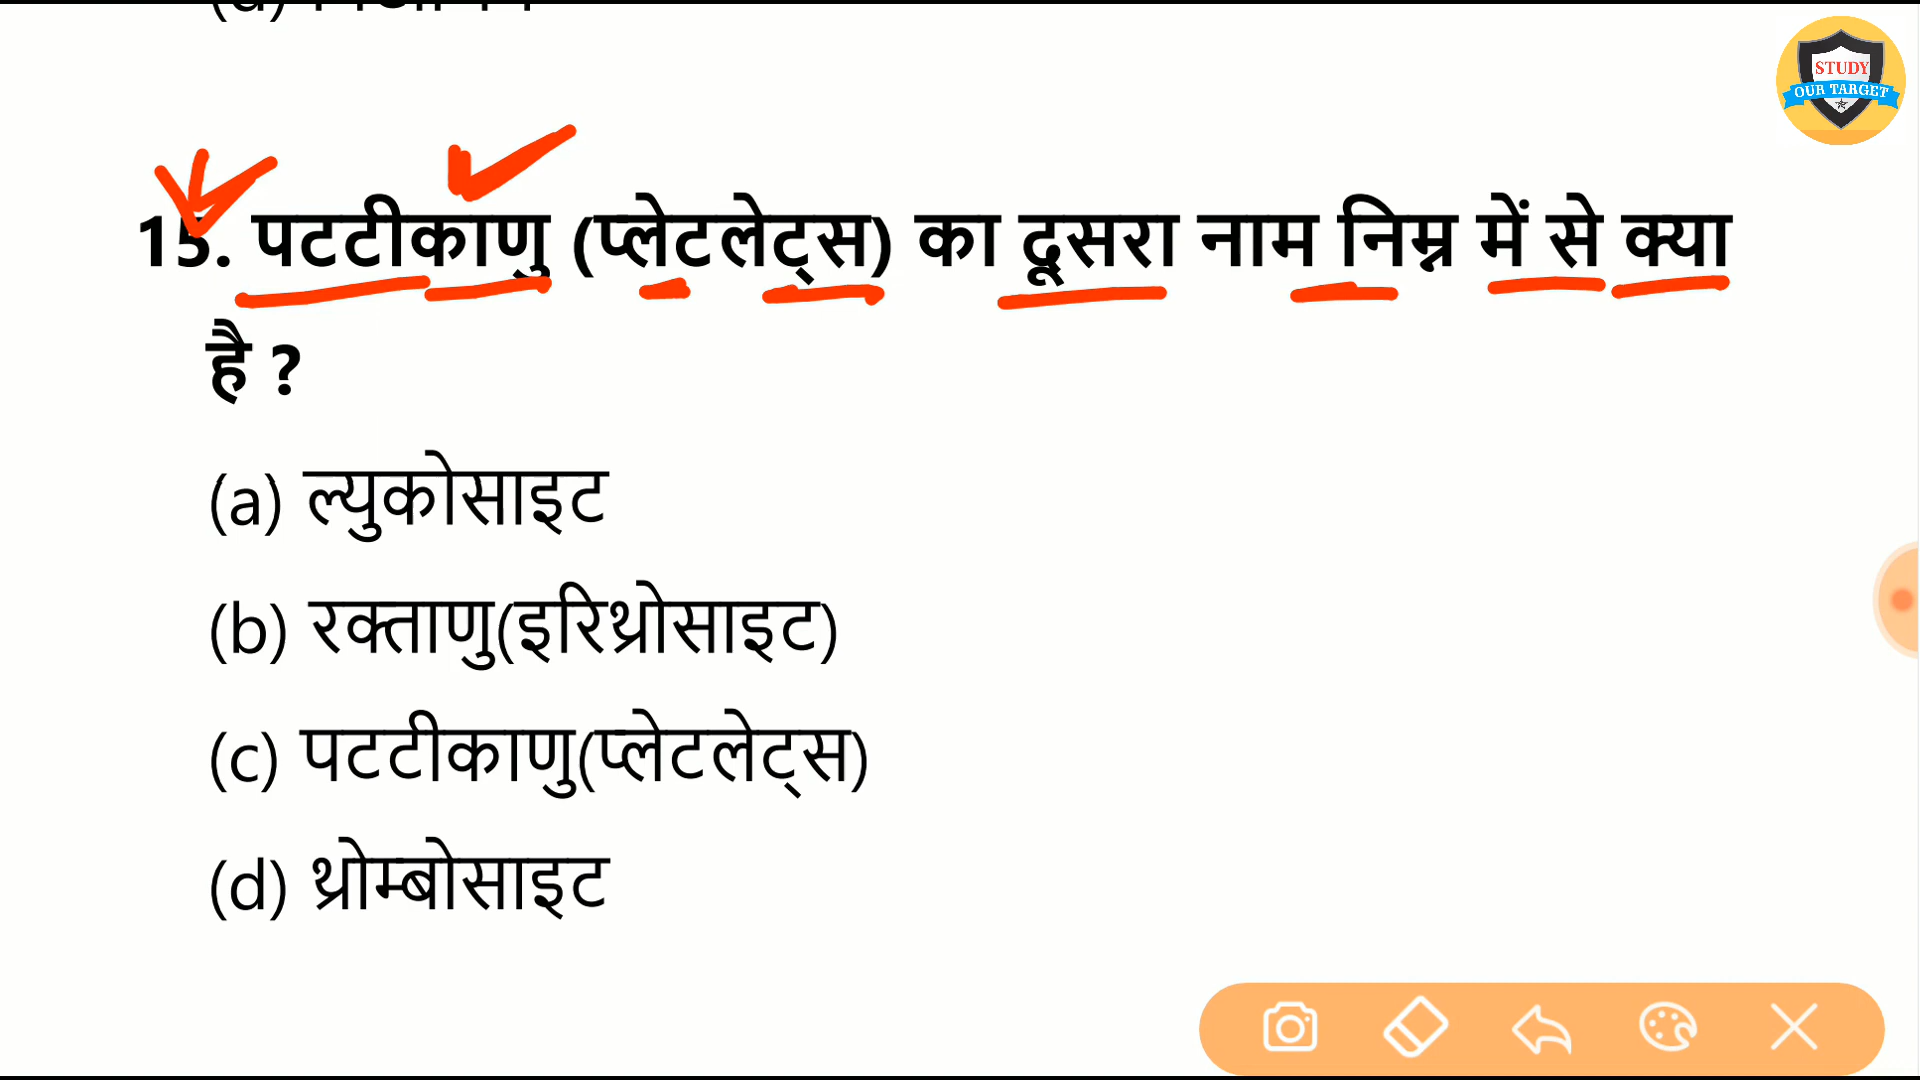 STUDY
OUR TARGET
15. पटटीकाणु (प्लेटलेट्स) का दूसरा नाम निम्न में से क्या
है ?
(a) ल्युकोसाइट
(b) रक्ताणु(इरिथ्रोसाइट)
(c) पटटीकाणु(प्लेटलेट्स)
(d) थ्रोम्बोसाइट